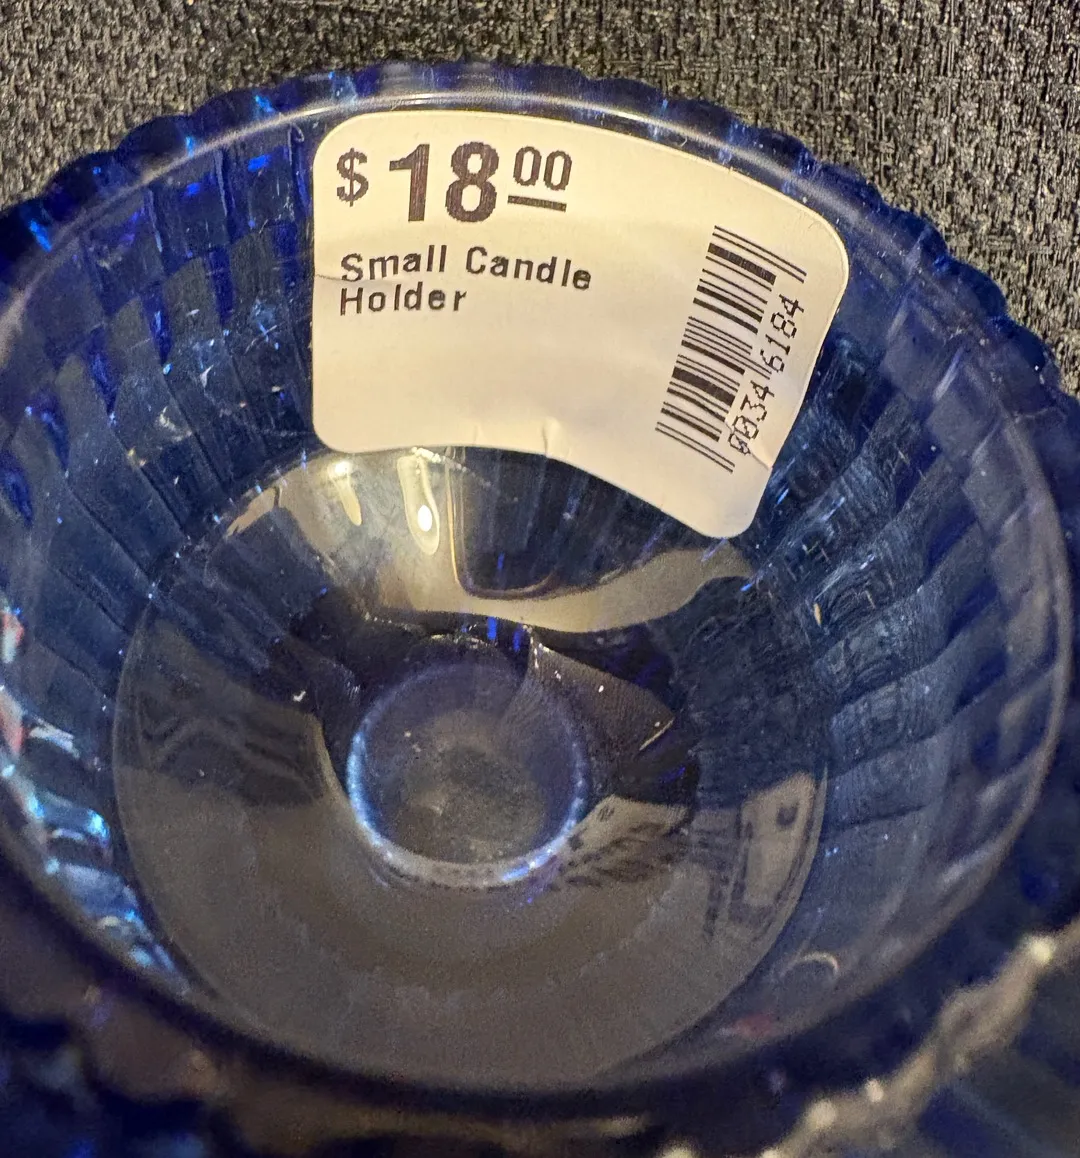 $ 18 00
Small Candle
Holder
0034 6184